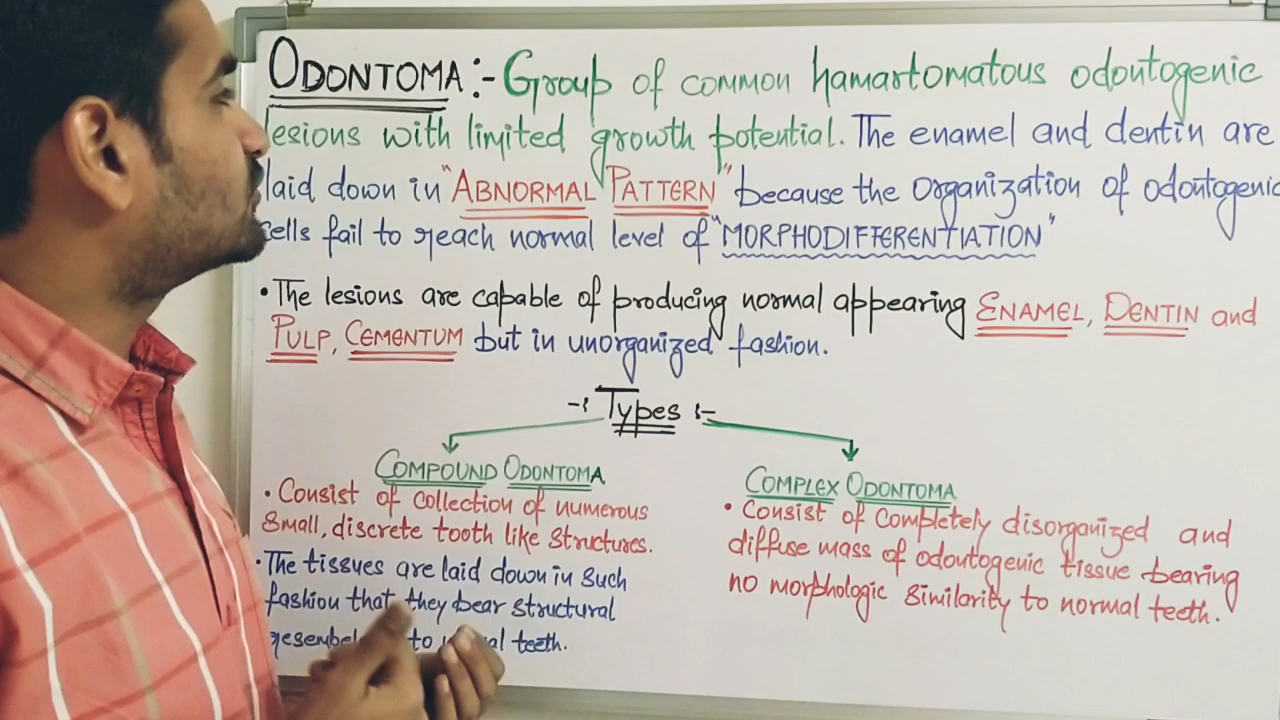 ODONTOMA:- Group of common hamartomatous odontogenic
lesions with limited growth potential. The enamel and dentin are
laid down in "ABNORMAL PATTERN" because the organization of odontogenic
cells fail to reach normal level of "MORPHODIFFERENTIATION"
• The lesions are capable of producing normal appearing ENAMEL, DENTIN and
PULP, CEMENTUM but in unorganized fashion.
-: Types :-
COMPOUND ODONTOMA
• Consist of collection of numerous
small, discrete tooth like structures.
• The tissues are laid down in such
fashion that they bear structural
to teeth.
COMPLEX ODONTOMA
• Consist of completely disorganized and
diffuse mass of odontogenic tissue bearing
no morphologic similarity to normal teeth.